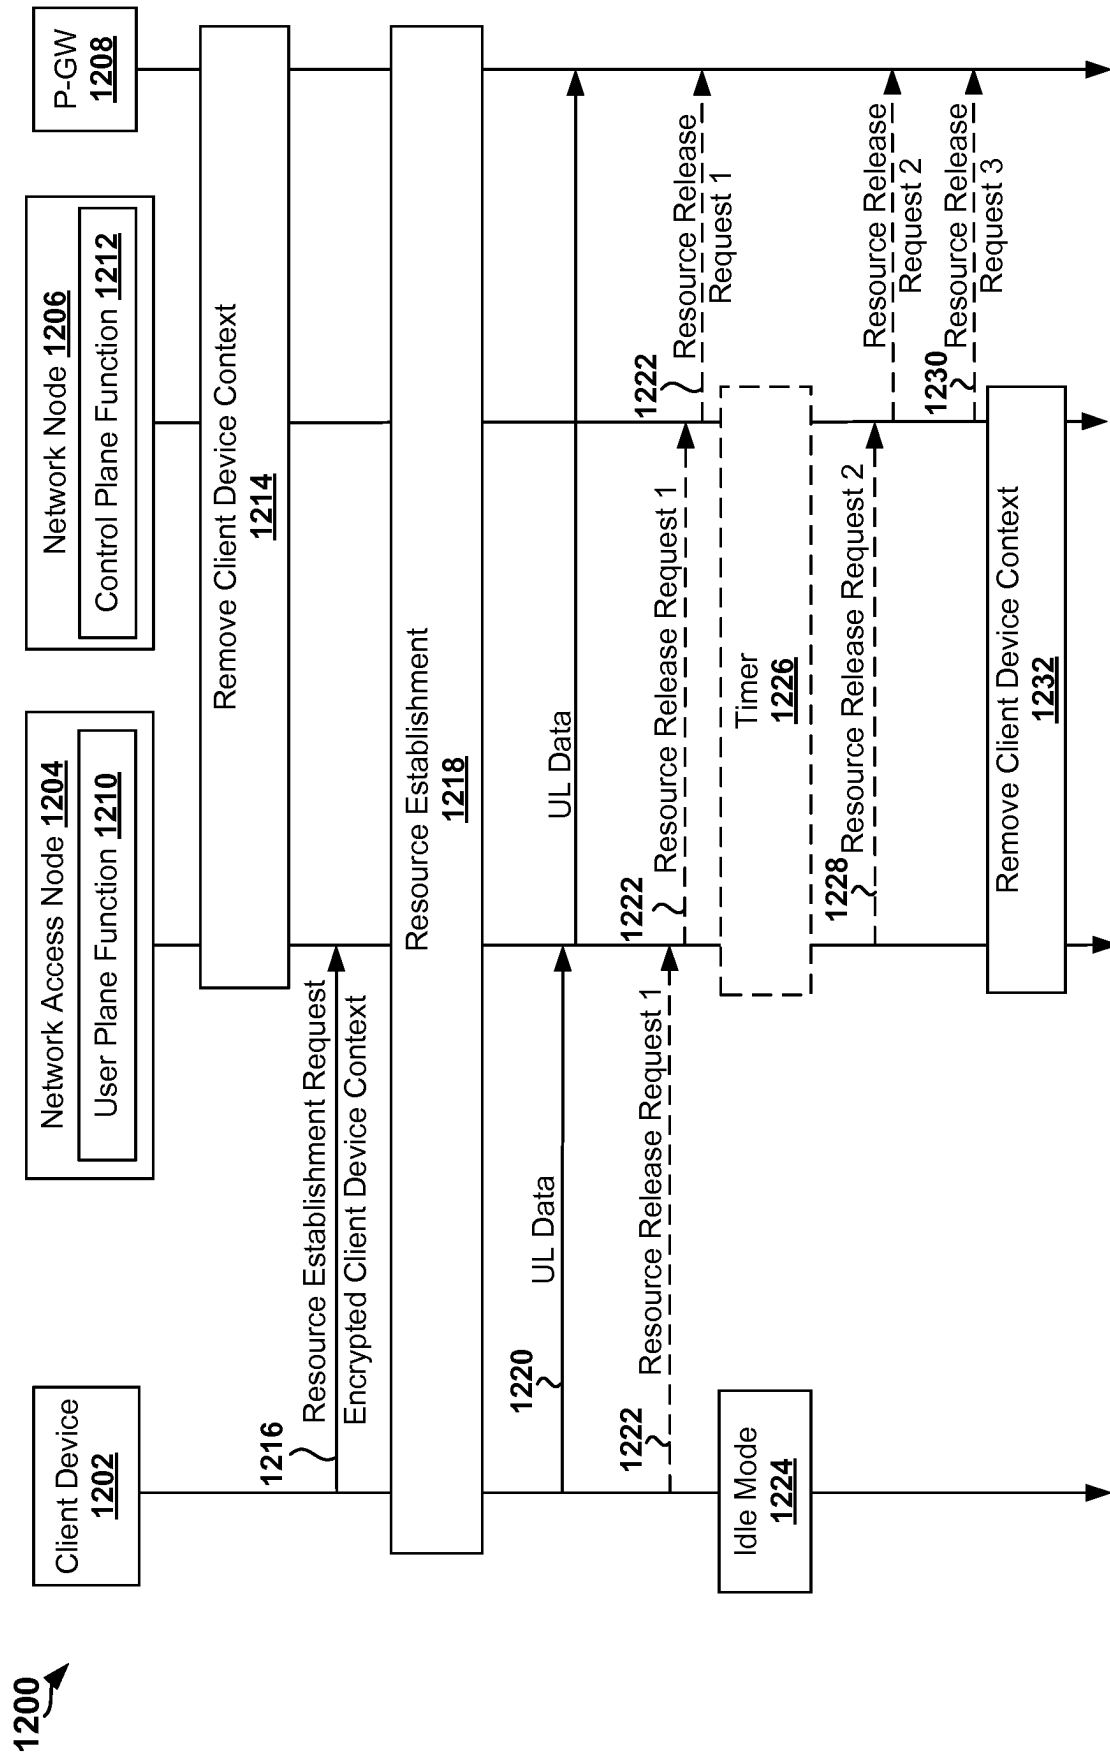 1200
Client Device
1202
Network Access Node 1204
User Plane Function 1210
Network Node 1206
Control Plane Function 1212
P-GW
1208
Remove Client Device Context
1214
1216
Resource Establishment Request
Encrypted Client Device Context
Resource Establishment
1218
1220
UL Data
UL Data
1222
Resource Release Request 1
1222
Resource Release Request 1
1222
Resource Release
Request 1
Idle Mode
1224
Timer
1226
1228
Resource Release Request 2
Resource Release
Request 2
1230
Resource Release
Request 3
Remove Client Device Context
1232